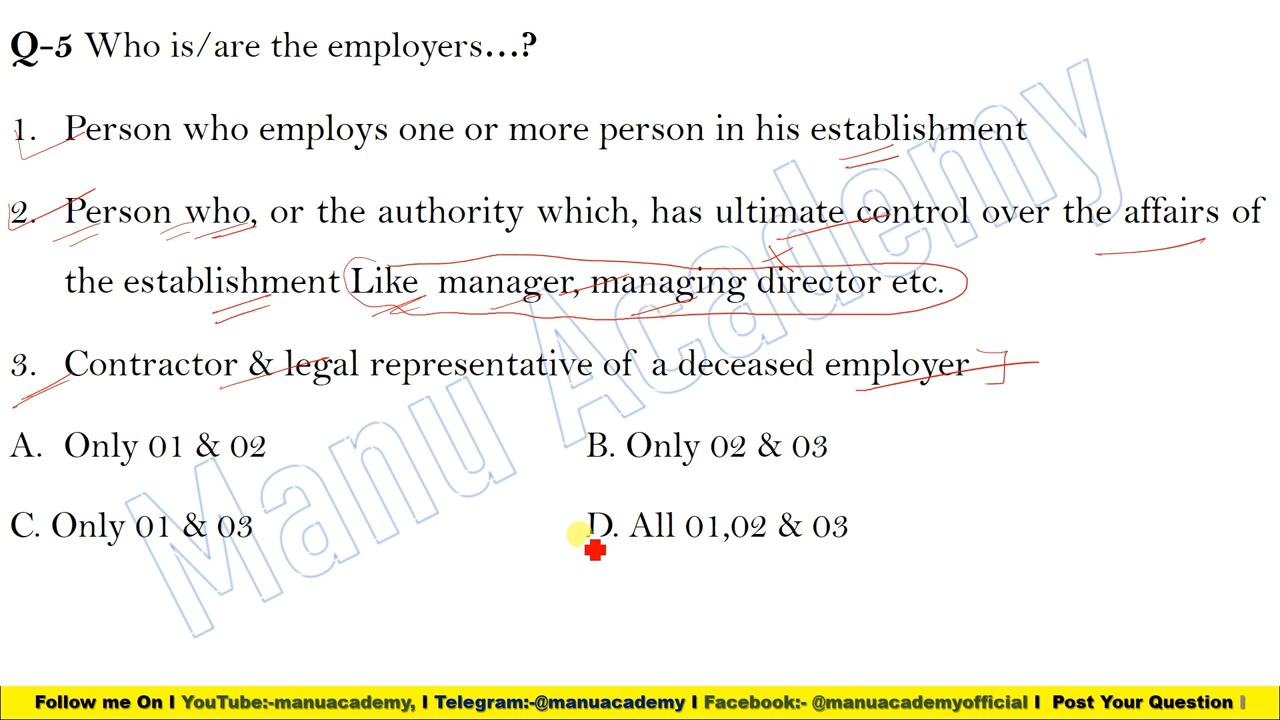 Q-5 Who is/are the employers...?
1. Person who employs one or more person in his establishment
2. Person who, or the authority which, has ultimate control over the affairs of
the establishment Like manager, managing director etc.
3. Contractor & legal representative of a deceased employer
A. Only 01 & 02 B. Only 02 & 03
C. Only 01 & 03 D. All 01,02 & 03
Manu Academy
Follow me On I YouTube:-manuacademy, I Telegram:-@manuacademy I Facebook:- @manuacademyofficial I Post Your Question I